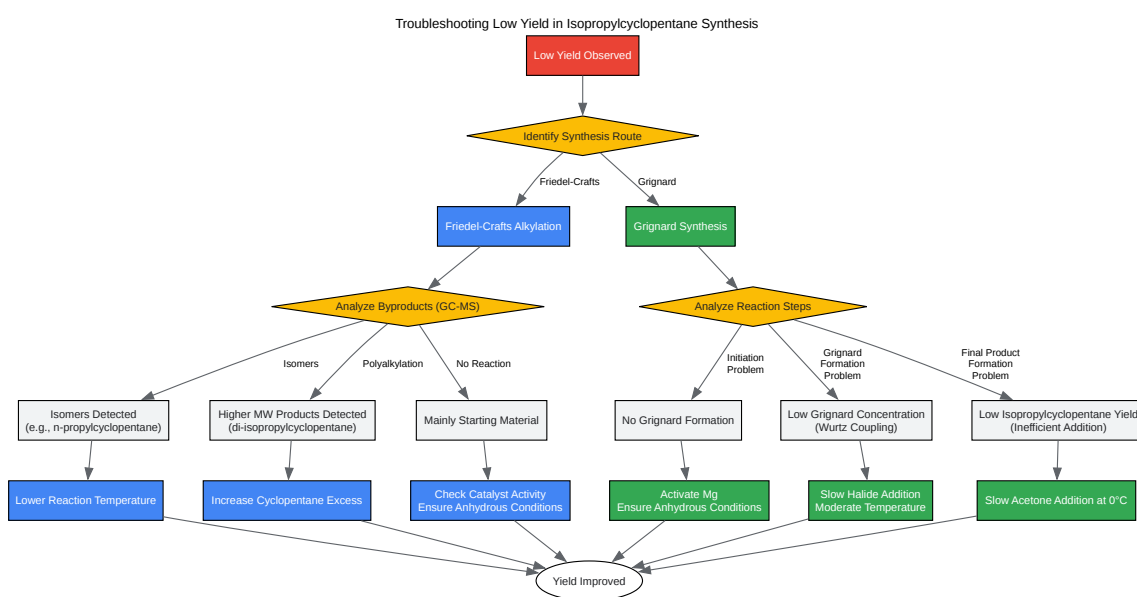 Troubleshooting Low Yield in Isopropylcyclopentane Synthesis
Low Yield Observed
Identify Synthesis Route
Friedel-Crafts
Grignard
Friedel-Crafts Alkylation
Grignard Synthesis
Analyze Byproducts (GC-MS)
Analyze Reaction Steps
Isomers
Polyalkylation
No Reaction
Initiation
Problem
Grignard
Formation
Problem
Final Product
Formation
Problem
Isomers Detected
(e.g., n-propylcyclopentane)
Higher MW Products Detected
(di-isopropylcyclopentane)
Mainly Starting Material
No Grignard Formation
Low Grignard Concentration
(Wurtz Coupling)
Low Isopropylcyclopentane Yield
(Inefficient Addition)
Lower Reaction Temperature
Increase Cyclopentane Excess
Check Catalyst Activity
Ensure Anhydrous Conditions
Activate Mg
Ensure Anhydrous Conditions
Slow Halide Addition
Moderate Temperature
Slow Acetone Addition at 0°C
Yield Improved